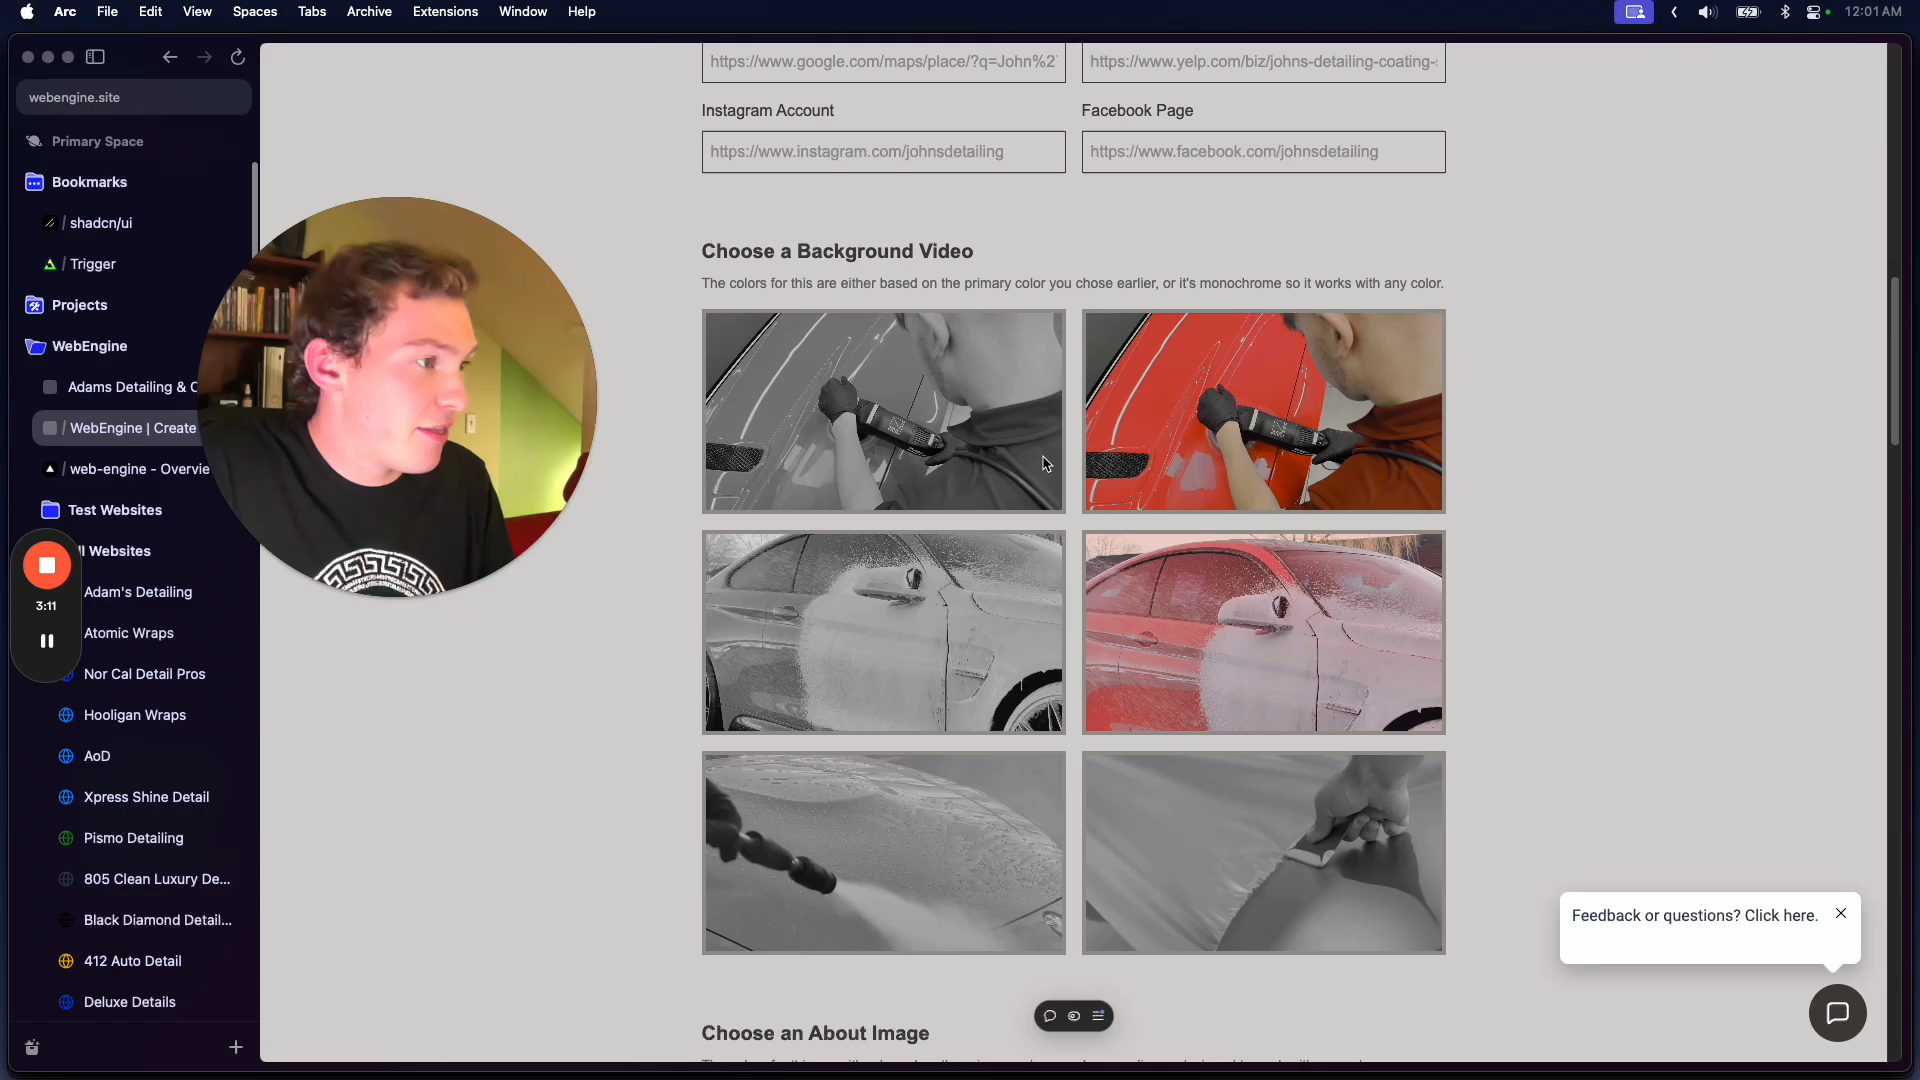 Arc File Edit View Spaces Tabs Archive Extensions Window Help
12:01 AM
webengine.site
Primary Space
Bookmarks
/ shadcn/ui
/ Trigger
Projects
WebEngine
Adams Detailing & C
/ WebEngine | Create
/ web-engine - Overvie
Test Websites
ll Websites
3:11
Adam's Detailing
Atomic Wraps
Nor Cal Detail Pros
Hooligan Wraps
AoD
Xpress Shine Detail
Pismo Detailing
805 Clean Luxury De...
Black Diamond Detail...
412 Auto Detail
Deluxe Details
https://www.google.com/maps/place/?q=John%2
https://www.yelp.com/biz/johns-detailing-coating-
Instagram Account
Facebook Page
https://www.instagram.com/johnsdetailing
https://www.facebook.com/johnsdetailing
Choose a Background Video
The colors for this are either based on the primary color you chose earlier, or it's monochrome so it works with any color.
Choose an About Image
Feedback or questions? Click here.